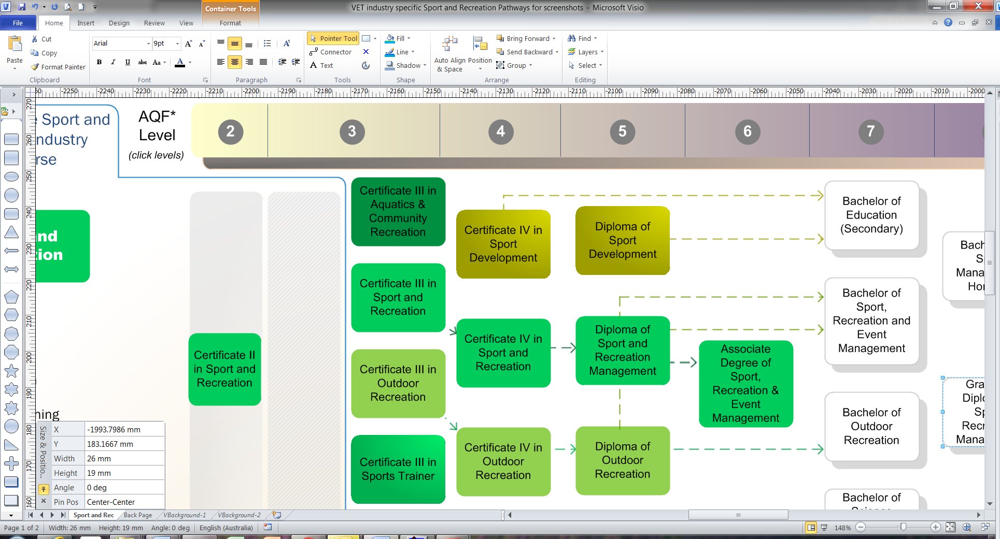 VET industry specific Sport and Recreation Pathways for screenshots - Microsoft Visio
Container Tools
File
Home
Insert
Design
Review
View
Format
Paste
Cut
Copy
Format Painter
Clipboard
Arial
9pt
B I U abc Aa A
Font
Paragraph
Pointer Tool
Connector
A Text
Tools
Fill
Line
Shadow
Shape
Auto Align
& Space
Position
Bring Forward
Send Backward
Group
Arrange
Find
Layers
Select
Editing
-2250 -2240 -2230 -2220 -2210 -2200 -2190 -2180 -2170 -2160 -2150 -2140 -2130 -2120 -2110 -2100 -2090 -2080 -2070 -2060 -2050 -2040 -2030 -2020 -2010 -2000
270
260
250
240
230
220
210
200
190
180
170
160
e Sport and
ndustry
rse
AQF*
Level
(click levels)
2
3
4
5
6
7
nd
tion
ning
Certificate II
in Sport and
Recreation
Certificate III in
Aquatics &
Community
Recreation
Certificate III in
Sport and
Recreation
Certificate III in
Outdoor
Recreation
Certificate III in
Sports Trainer
Certificate IV in
Sport
Development
Certificate IV in
Sport and
Recreation
Certificate IV in
Outdoor
Recreation
Diploma of
Sport
Development
Diploma of
Sport and
Recreation
Management
Diploma of
Outdoor
Recreation
Associate
Degree of
Sport,
Recreation &
Event
Management
Bachelor of
Education
(Secondary)
Bachelor of
Sport,
Recreation and
Event
Management
Bachelor of
Outdoor
Recreation
Bachelor of
Bach
S
Mana
Hor
Gra
Diplo
Sp
Recr
Mana
Size & Positio...
X -1993.7986 mm
Y 183.1667 mm
Width 26 mm
Height 19 mm
Angle 0 deg
Pin Pos Center-Center
Sport and Rec
Back Page
VBackground-1
VBackground-2
Page 1 of 2
Width: 26 mm
Height: 19 mm
Angle: 0 deg
English (Australia)
148%